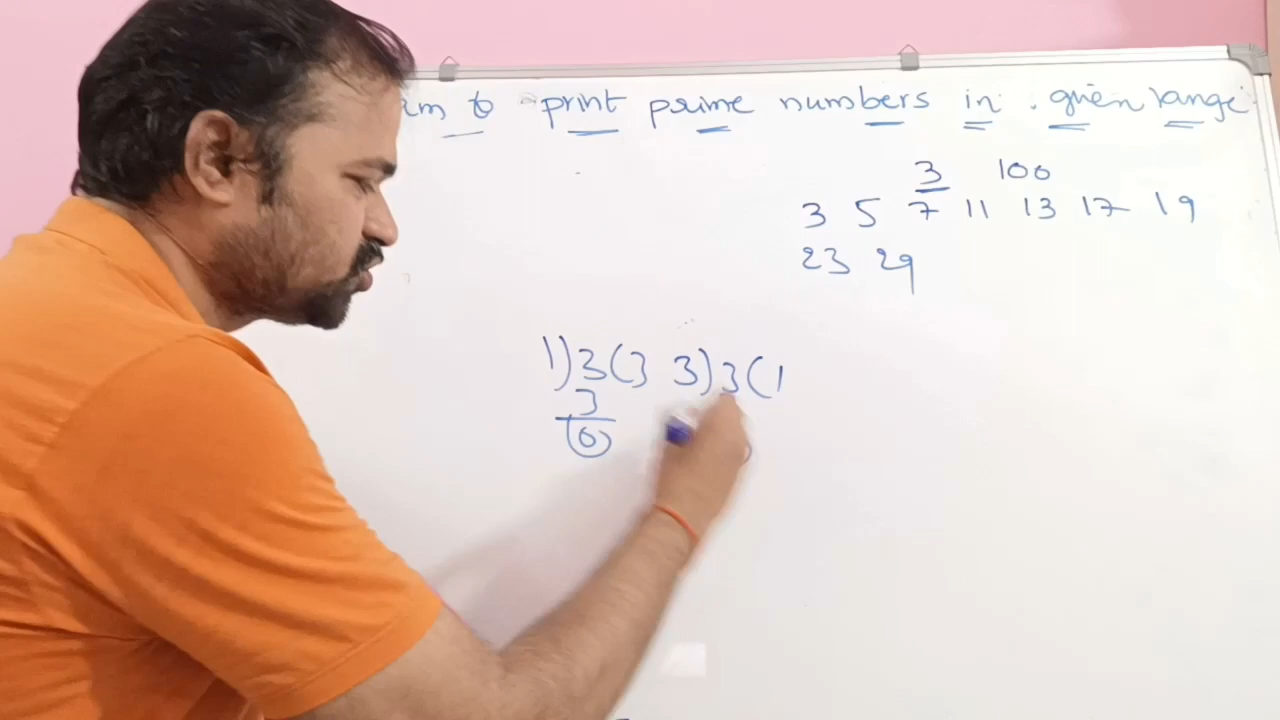 to print prime numbers in given range
3 100
3 5 7 11 13 17 19
23 29
1)3(3 3)3(1
3
0